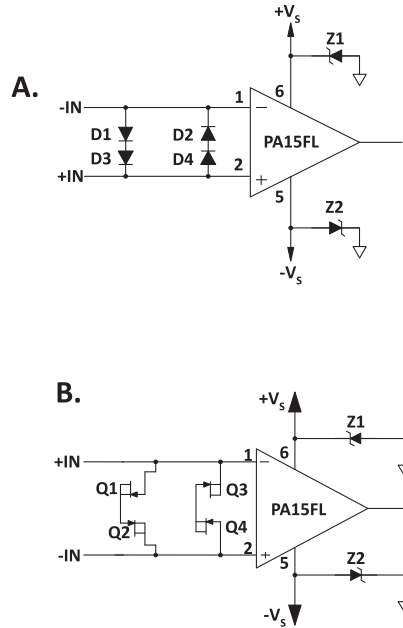 +Vs
Z1
A.
6
-IN
1
−
D1
D2
PA15FL
D3
D4
+IN
2
+
5
Z2
-Vs
B.
+Vs
Z1
6
+IN
1
−
Q1
Q3
PA15FL
Q2
Q4
-IN
2
+
5
Z2
-Vs